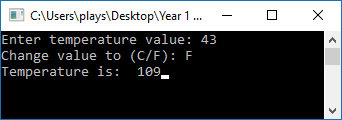 C:\Users\plays\Desktop\Year 1 ...
Enter temperature value: 43
Change value to (C/F): F
Temperature is:  109